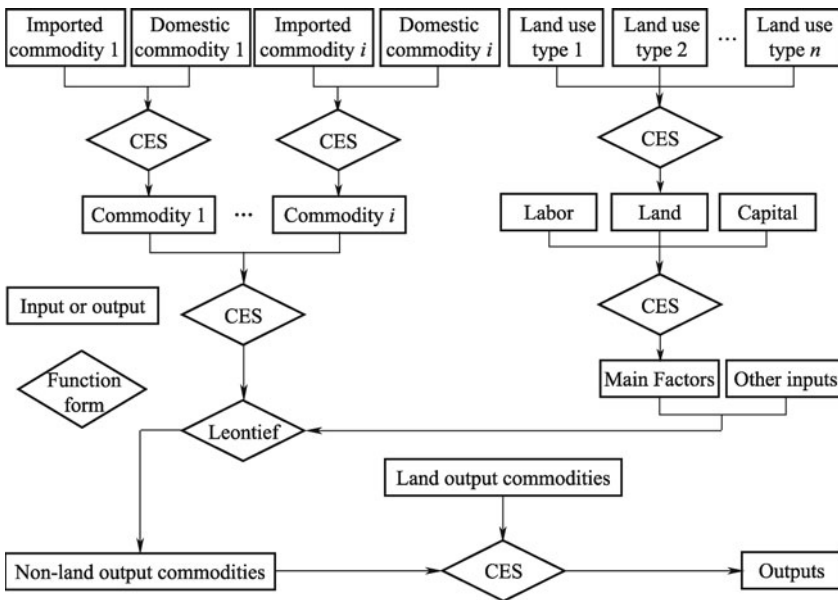 Imported
commodity 1
Domestic
commodity 1
Imported
commodity i
Domestic
commodity i
Land use
type 1
Land use
type 2
...
Land use
type n
CES
CES
CES
Commodity 1
...
Commodity i
Labor
Land
Capital
Input or output
CES
CES
Function
form
Main Factors
Other inputs
Leontief
Land output commodities
Non-land output commodities
CES
Outputs